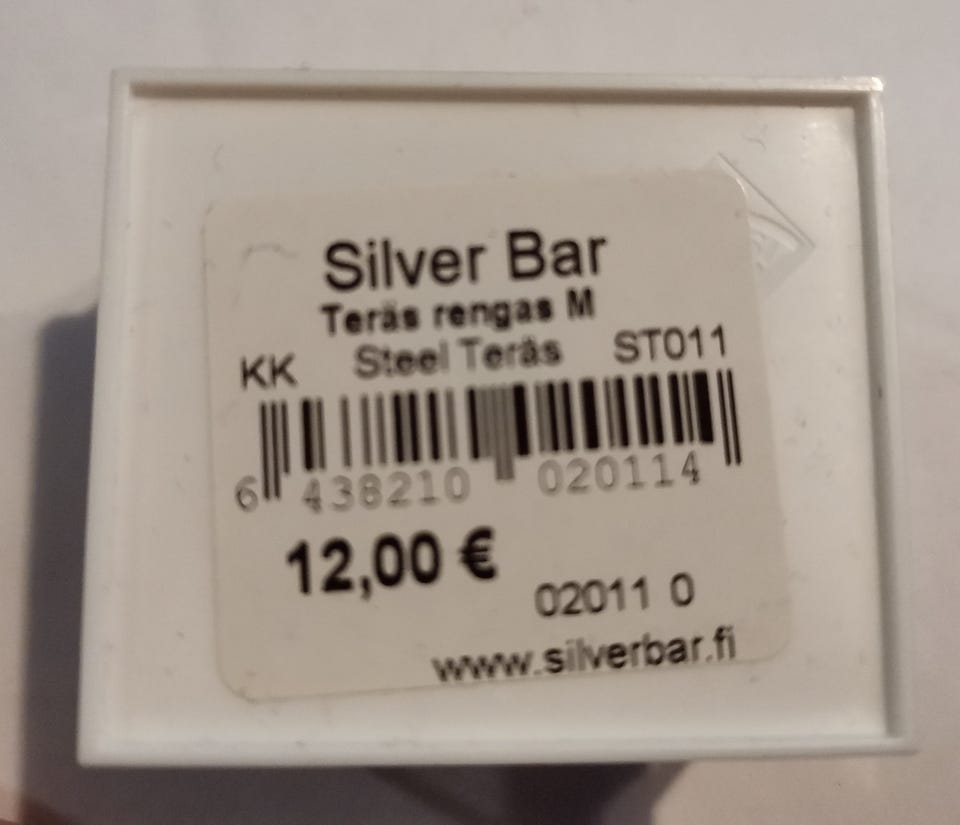 Silver Bar
Teräs rengas M
KK Steel Teräs ST011
6 438210 020114
12,00 €
02011 0
www.silverbar.fi